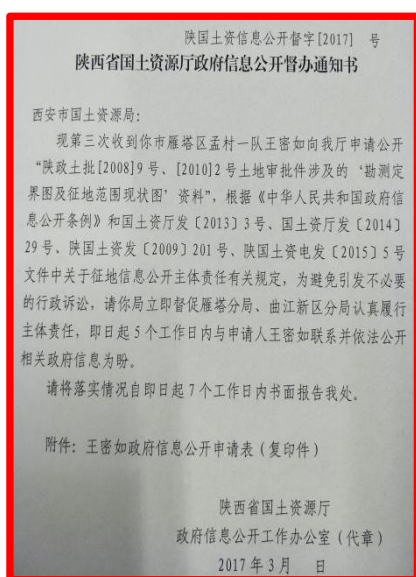 陕国土资信息公开督字[2017]　号
陕西省国土资源厅政府信息公开督办通知书
西安市国土资源局：
现第三次收到你市雁塔区孟村一队王密如向我厅申请公开
“陕政土批[2008]9号、[2010]2号土地审批件涉及的‘勘测定
界图及征地范围现状图’资料”，根据《中华人民共和国政府信
息公开条例》和国土资厅发〔2013〕3号、国土资厅发〔2014〕
29号、陕国土资发〔2009〕201号、陕国土资电发〔2015〕5号
文件中关于征地信息公开主体责任有关规定，为避免引发不必要
的行政诉讼，请你局立即督促雁塔分局、曲江新区分局认真履行
主体责任，即日起5个工作日内与申请人王密如联系并依法公开
相关政府信息为盼。
请将落实情况自即日起7个工作日内书面报告我处。
附件：王密如政府信息公开申请表（复印件）
陕西省国土资源厅
政府信息公开工作办公室（代章）
2017年3月　日